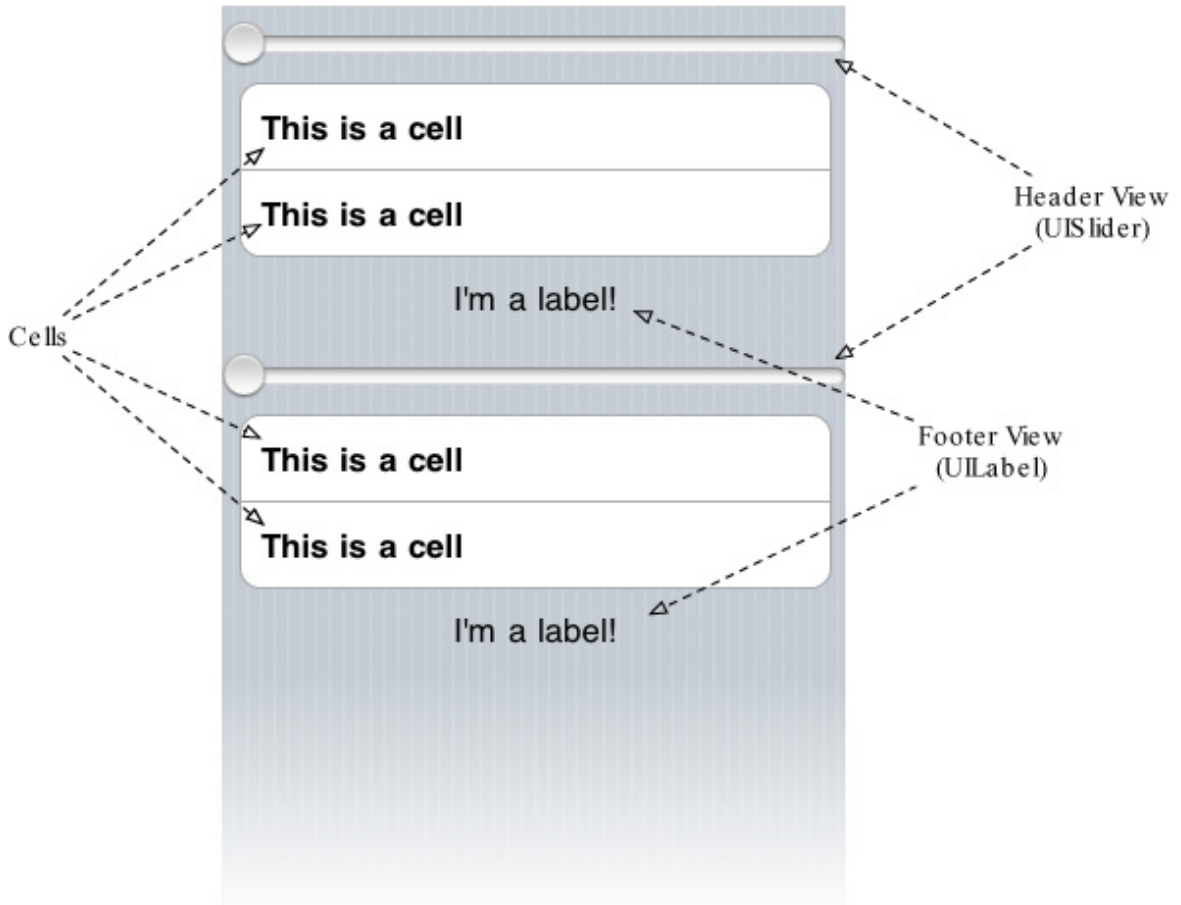 This is a cell
This is a cell
Header View
(UISlider)
I'm a label!
Cells
Footer View
(UILabel)
This is a cell
This is a cell
I'm a label!